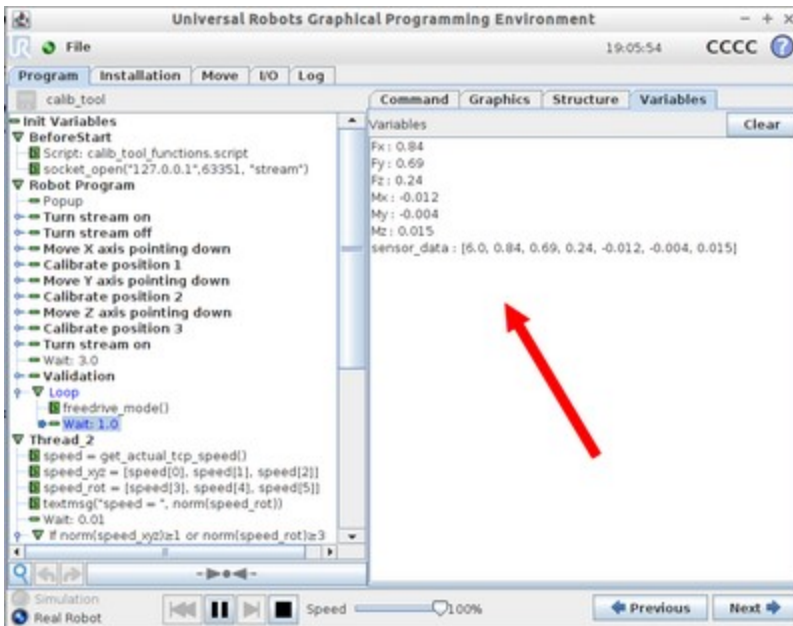 Universal Robots Graphical Programming Environment
File
19:05:54
CCCC
?
Program Installation Move I/O Log
calib_tool
Command Graphics Structure Variables
Init Variables
BeforeStart
Script: calib_tool_functions.script
socket_open("127.0.0.1",63351, "stream")
Robot Program
Popup
Turn stream on
Turn stream off
Move X axis pointing down
Calibrate position 1
Move Y axis pointing down
Calibrate position 2
Move Z axis pointing down
Calibrate position 3
Turn stream on
Wait: 3.0
Validation
Loop
freedrive_mode()
Wait: 1.0
Thread_2
speed = get_actual_tcp_speed()
speed_xyz = [speed[0], speed[1], speed[2]]
speed_rot = [speed[3], speed[4], speed[5]]
textmsg("speed = ", norm(speed_rot))
Wait: 0.01
If norm(speed_xyz)≥1 or norm(speed_rot)≥3
Variables
Clear
Fx : 0.84
Fy : 0.69
Fz : 0.24
Mx : -0.012
My : -0.004
Mz : 0.015
sensor_data : [6.0, 0.84, 0.69, 0.24, -0.012, -0.004, 0.015]
Simulation
Real Robot
Speed 100%
Previous
Next